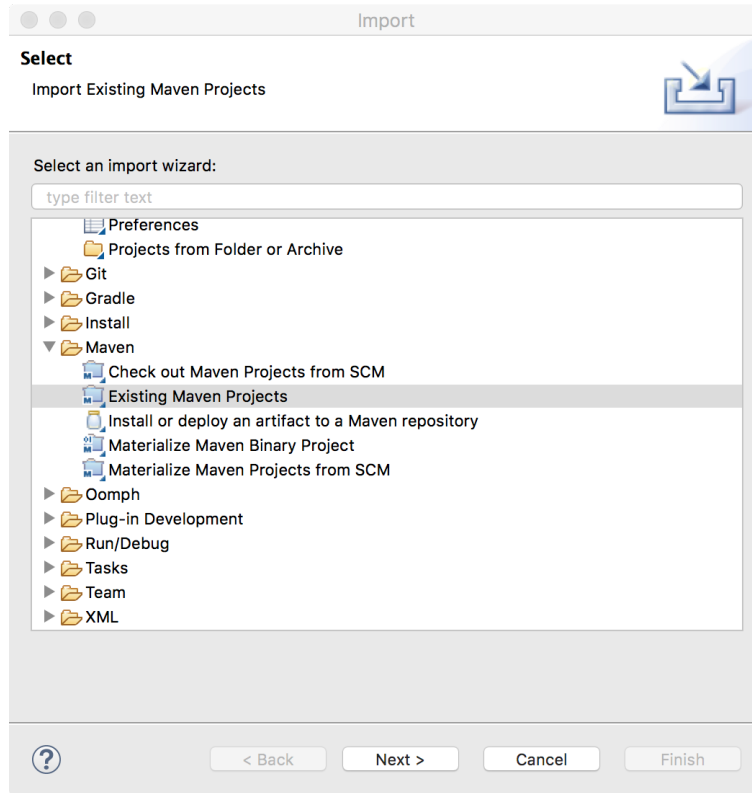 Import
Select
Import Existing Maven Projects
Select an import wizard:
type filter text
Preferences
Projects from Folder or Archive
Git
Gradle
Install
Maven
Check out Maven Projects from SCM
Existing Maven Projects
Install or deploy an artifact to a Maven repository
Materialize Maven Binary Project
Materialize Maven Projects from SCM
Oomph
Plug-in Development
Run/Debug
Tasks
Team
XML
? < Back Next > Cancel Finish